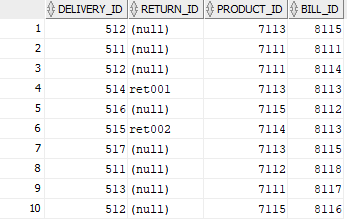 DELIVERY_ID RETURN_ID PRODUCT_ID BILL_ID
1 512 (null) 7113 8115
2 511 (null) 7111 8111
3 512 (null) 7111 8114
4 514 ret001 7113 8113
5 516 (null) 7115 8112
6 515 ret002 7114 8113
7 517 (null) 7113 8115
8 511 (null) 7112 8118
9 513 (null) 7111 8117
10 512 (null) 7115 8116